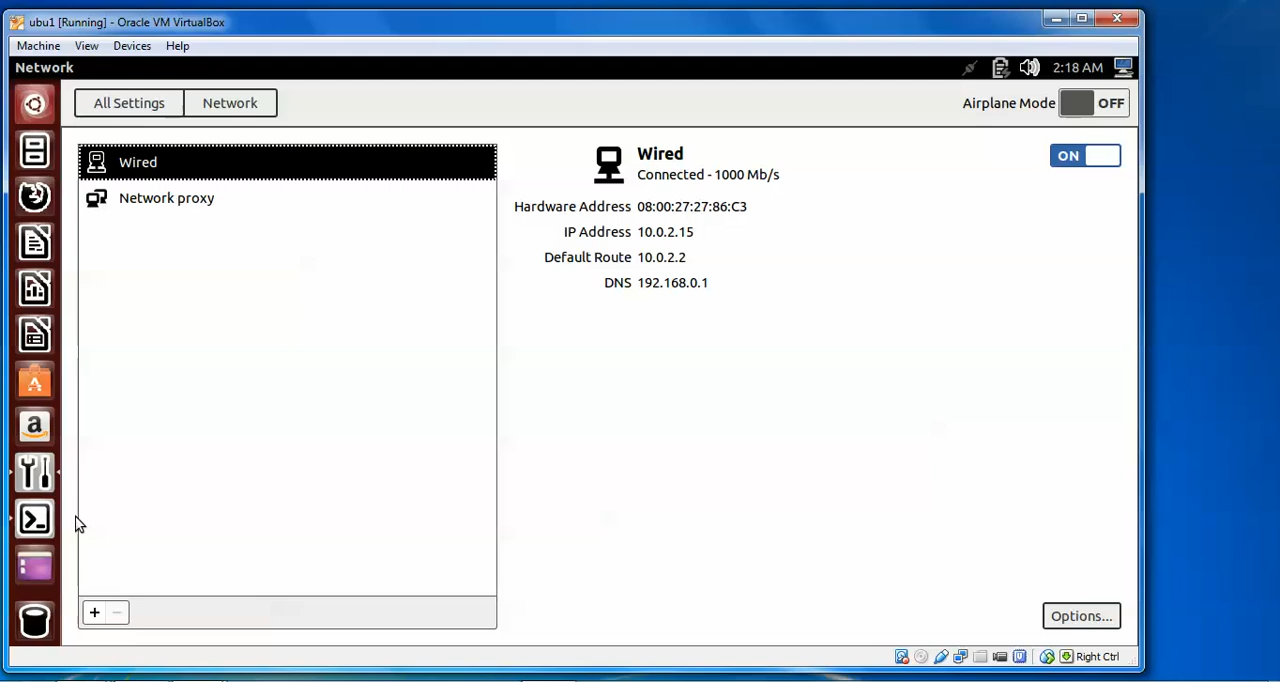 ubu1 [Running] - Oracle VM VirtualBox
Machine View Devices Help
Network 2:18 AM
All Settings Network Airplane Mode OFF
Wired
Network proxy
Wired ON
Connected - 1000 Mb/s
Hardware Address 08:00:27:27:86:C3
IP Address 10.0.2.15
Default Route 10.0.2.2
DNS 192.168.0.1
+ −
Options...
Right Ctrl